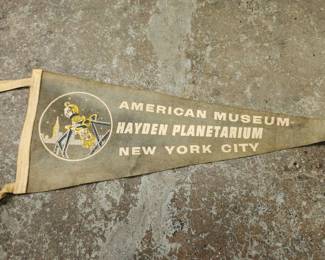 AMERICAN MUSEUM-
HAYDEN PLANETARIUM
NEW YORK CITY